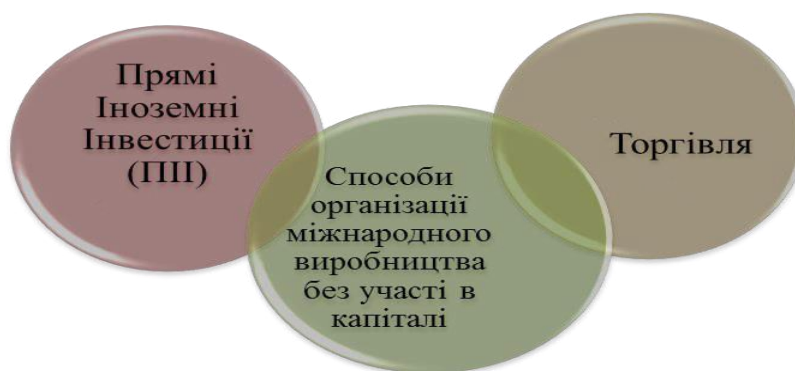 Прямі
Іноземні
Інвестиції
(ПІІ)
Способи
організації
міжнародного
виробництва
без участі в
капіталі
Торгівля